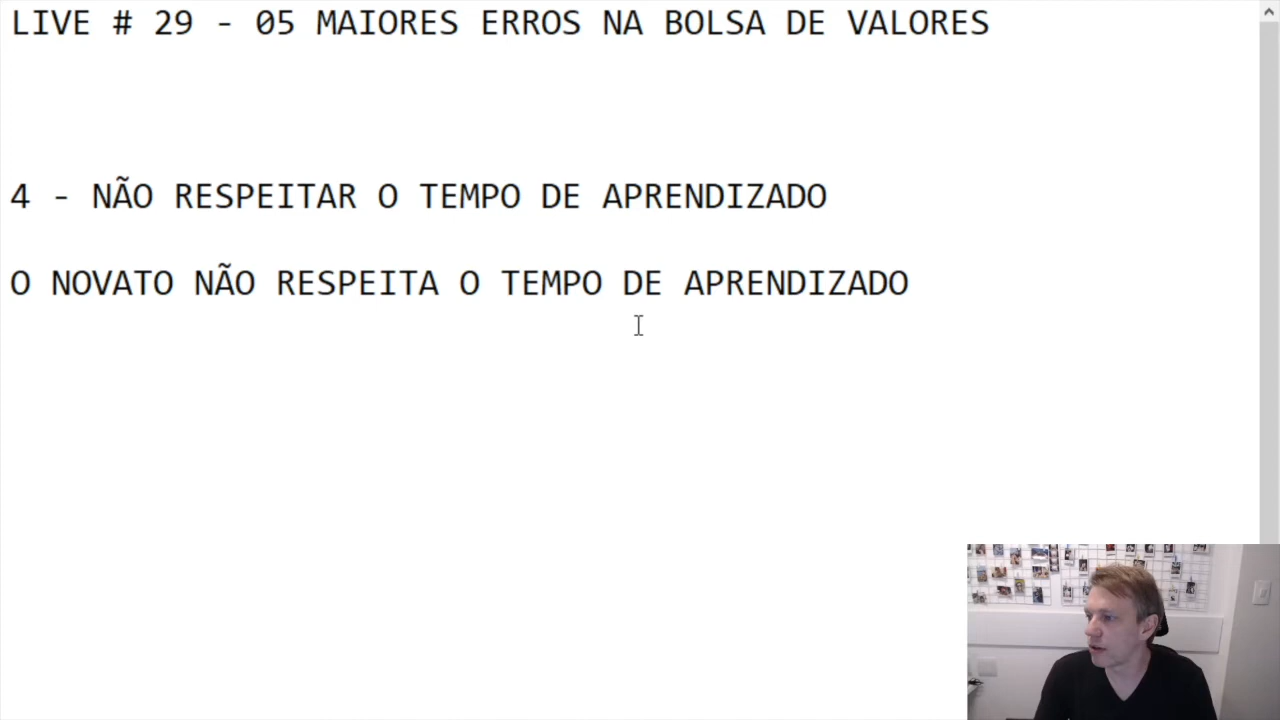 LIVE # 29 - 05 MAIORES ERROS NA BOLSA DE VALORES
4 - NÃO RESPEITAR O TEMPO DE APRENDIZADO
O NOVATO NÃO RESPEITA O TEMPO DE APRENDIZADO